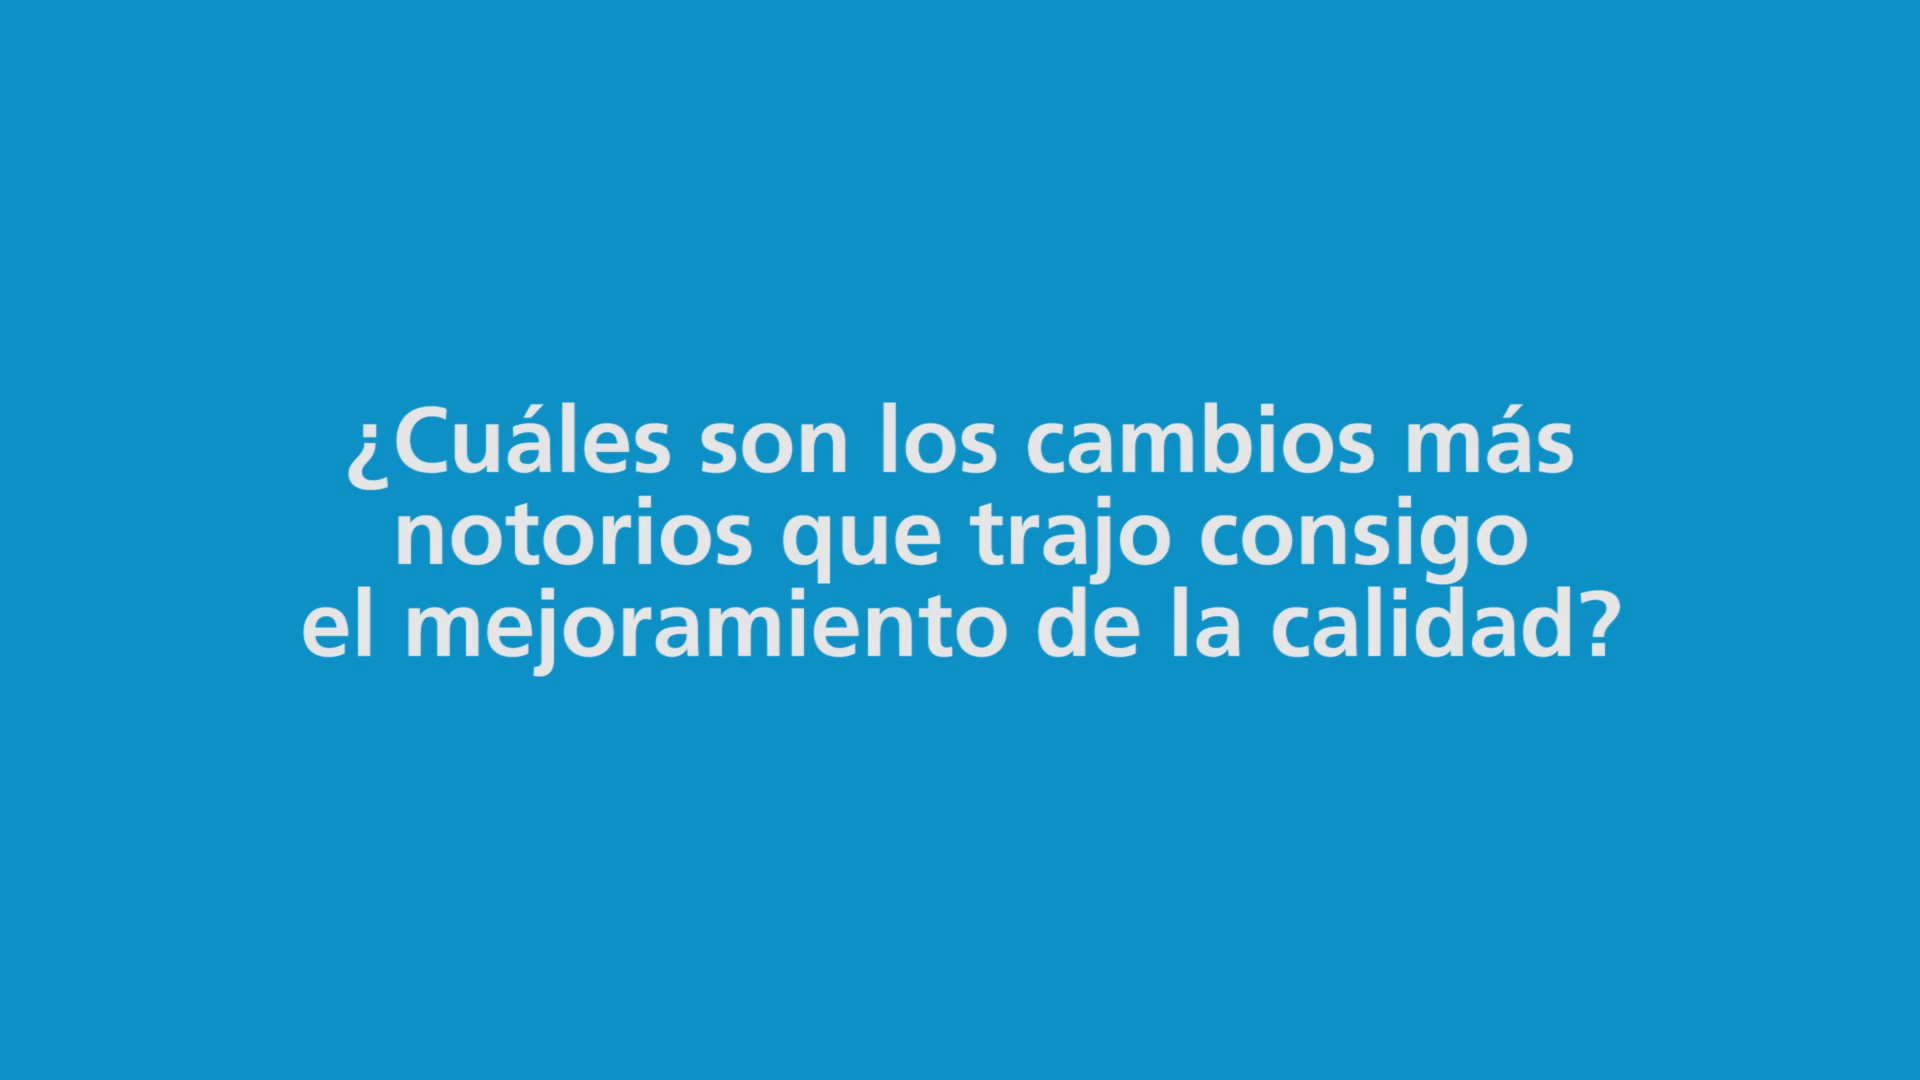 ¿Cuáles son los cambios más
notorios que trajo consigo
el mejoramiento de la calidad?